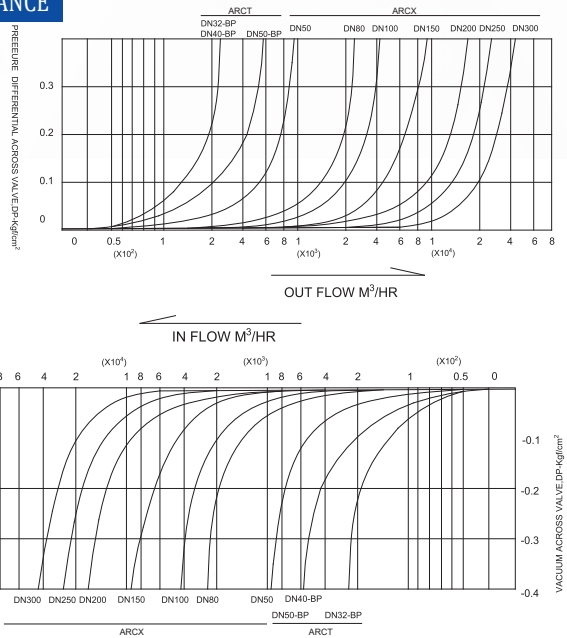 ANCE
ARCT ARCX
DN32-BP
DN40-BP DN50-BP DN50 DN80 DN100 DN150 DN200 DN250 DN300
PREEEURE DIFFERENTIAL ACROSS VALVE.DP-Kgf/cm²
0.3
0.2
0.1
0
0 0.5 1 2 4 6 8 1 2 4 6 8 1 2 4 6 8
(X10²) (X10³) (X10⁴)
OUT FLOW M³/HR
IN FLOW M³/HR
(X10⁴) (X10³) (X10²)
8 6 4 2 1 8 6 4 2 1 8 6 4 2 1 0.5 0
-0.1
-0.2
-0.3
-0.4
VACUUM ACROSS VALVE.DP-Kgf/cm²
DN300 DN250 DN200 DN150 DN100 DN80 DN50 DN40-BP
DN50-BP DN32-BP
ARCX ARCT